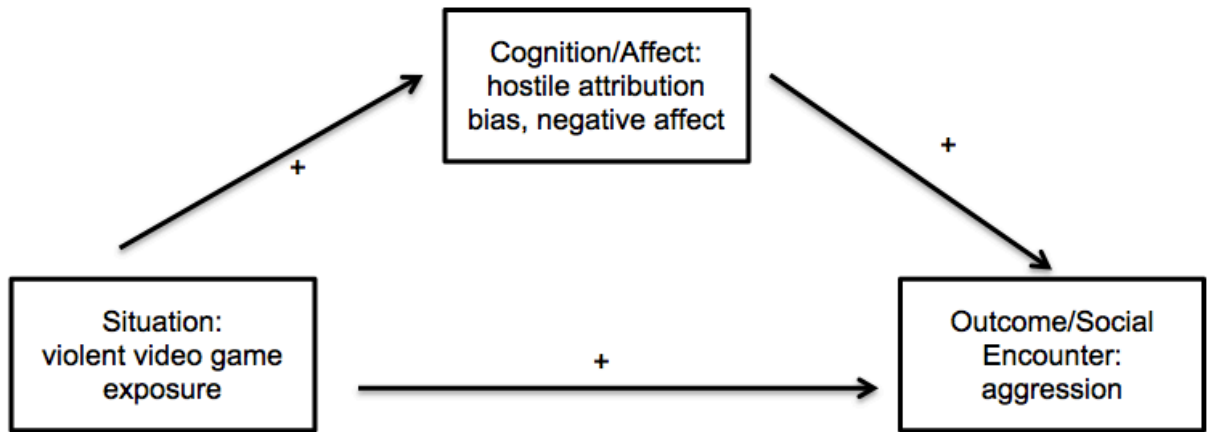 Cognition/Affect:
hostile attribution
bias, negative affect
+
+
Situation:
violent video game
exposure
+
Outcome/Social
Encounter:
aggression